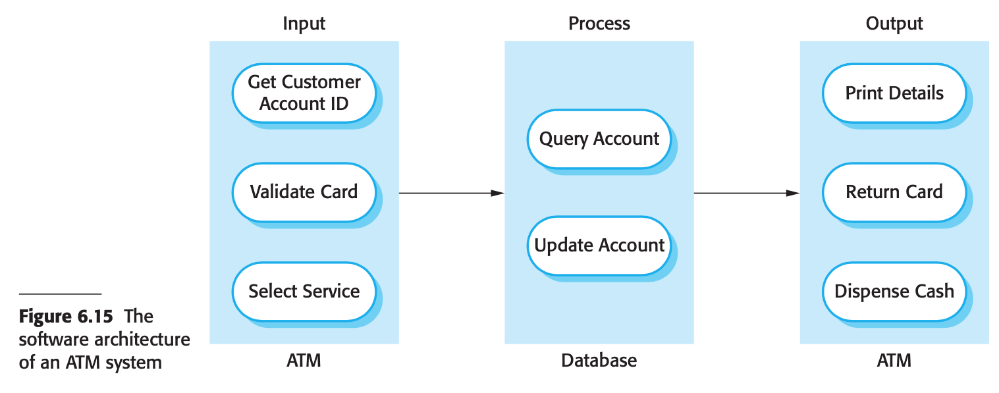 Input
Process
Output
Get Customer
Account ID
Validate Card
Select Service
Query Account
Update Account
Print Details
Return Card
Dispense Cash
ATM
Database
ATM
Figure 6.15 The
software architecture
of an ATM system